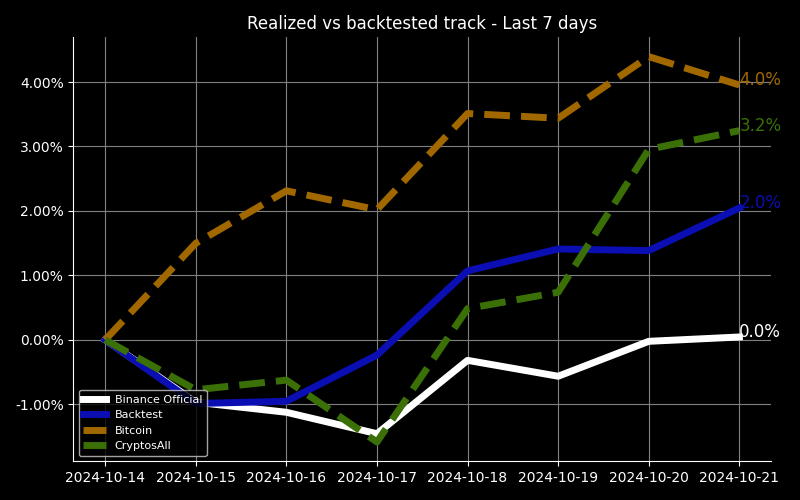 Realized vs backtested track - Last 7 days
4.00%
3.00%
2.00%
1.00%
0.00%
-1.00%
4.0%
3.2%
2.0%
0.0%
Binance Official
Backtest
Bitcoin
CryptosAll
2024-10-14 2024-10-15 2024-10-16 2024-10-17 2024-10-18 2024-10-19 2024-10-20 2024-10-21